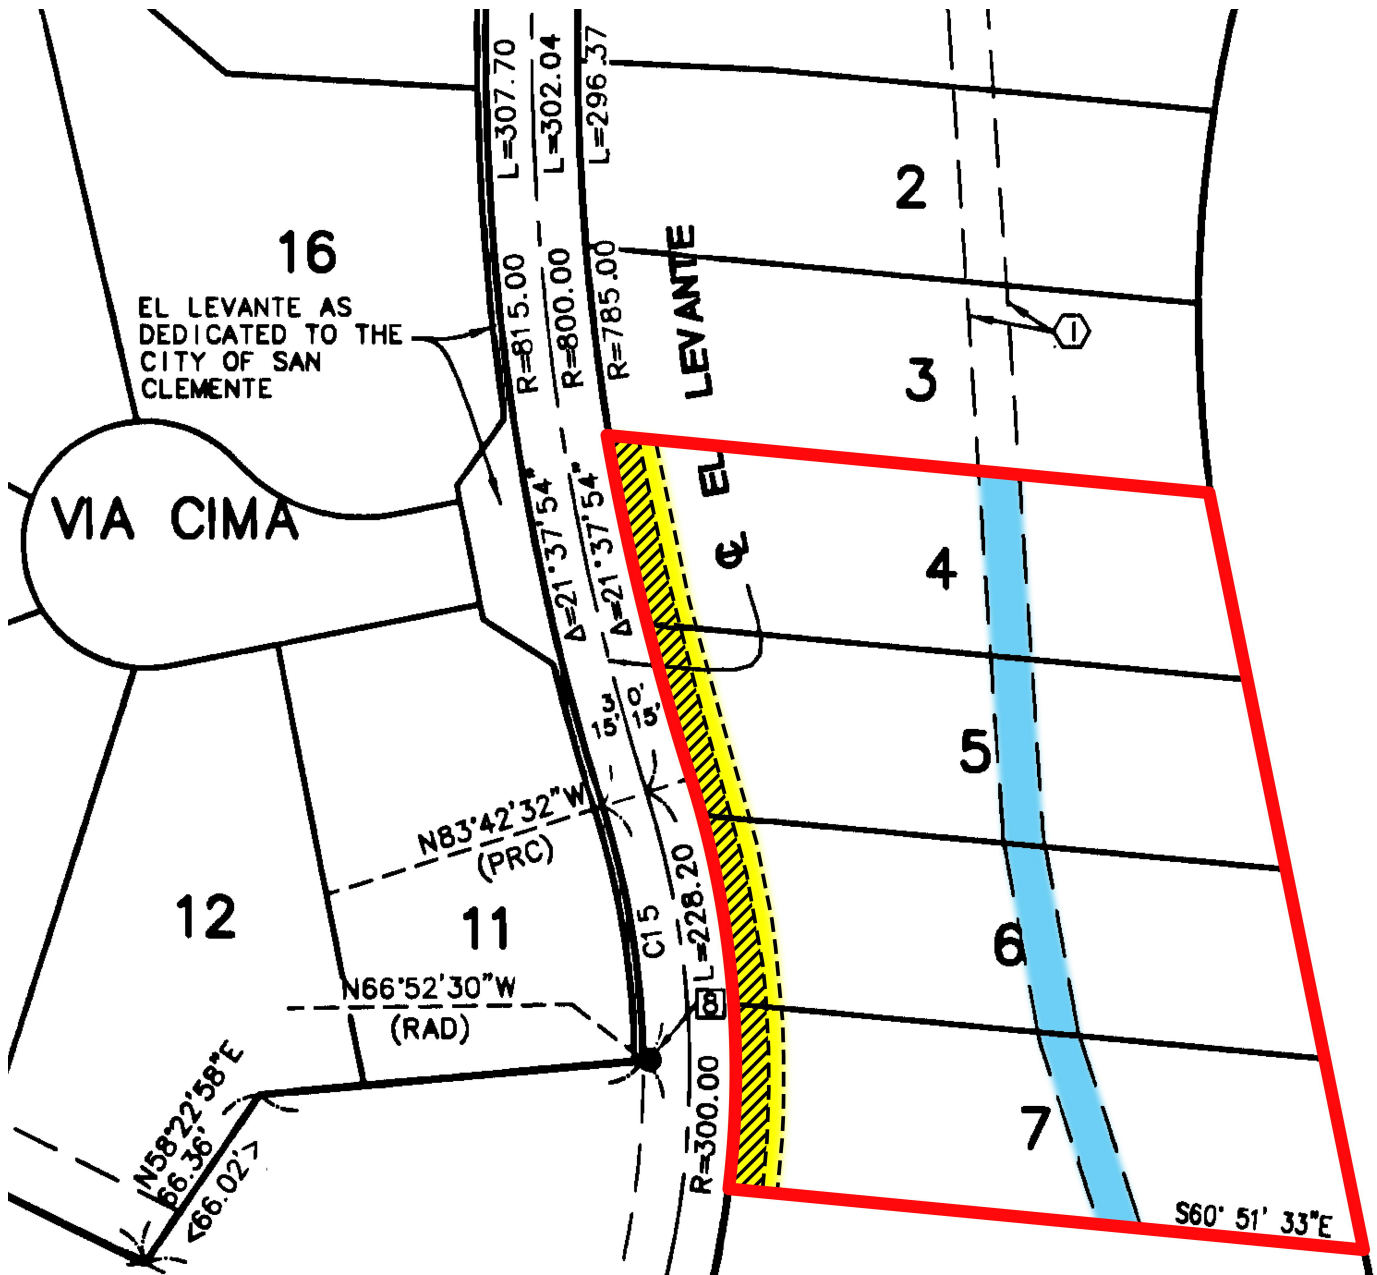 L=307.70
L=302.04
L=296.37
2
16
EL LEVANTE AS
DEDICATED TO THE
CITY OF SAN
CLEMENTE
R=815.00
R=800.00
R=785.00
EL LEVANTE
1
3
VIA CIMA
Δ=21°37'54"
Δ=21°37'54"
℄
4
30'
15' 15'
5
N83°42'32"W
(PRC)
12
11
C15
L=228.20
6
N66°52'30"W
(RAD)
8
R=300.00
7
N58°22'58"E
66.36'
<66.02'>
S60° 51' 33"E